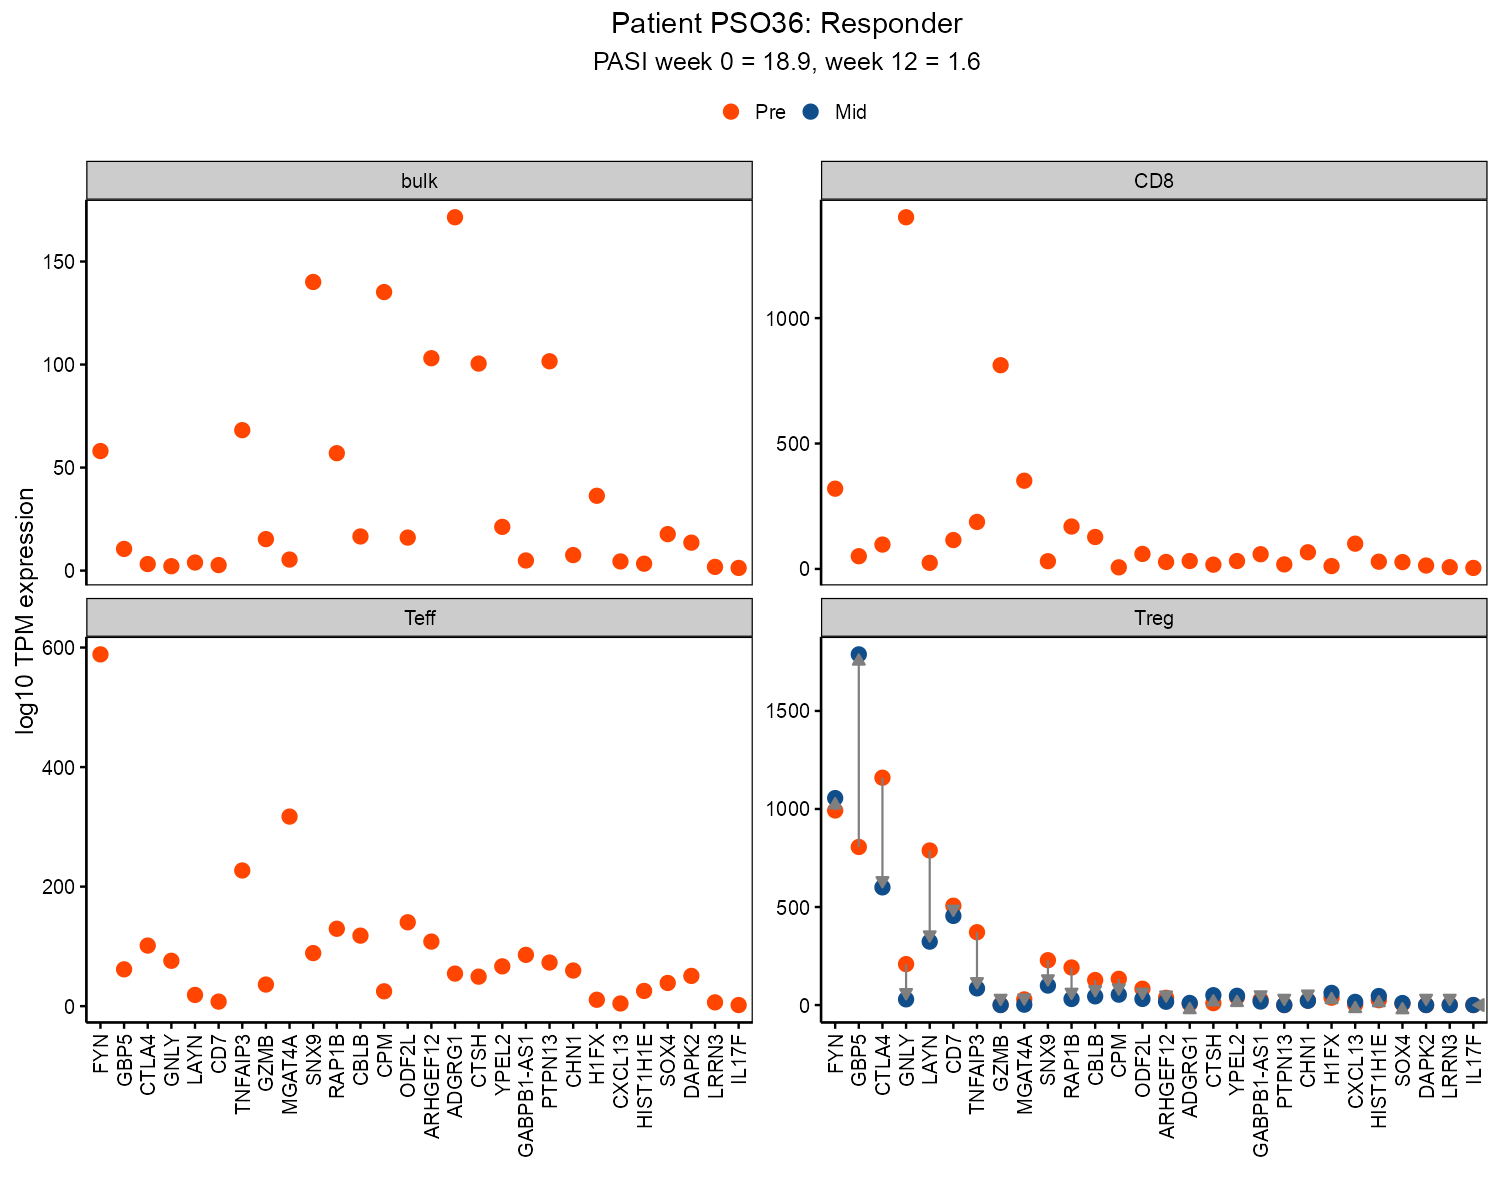 Patient PSO36: Responder
PASI week 0 = 18.9, week 12 = 1.6
Pre Mid
log10 TPM expression
bulk
150
100
50
0
CD8
1000
500
0
Teff
600
400
200
0
FYN
GBP5
CTLA4
GNLY
LAYN
CD7
TNFAIP3
GZMB
MGAT4A
SNX9
RAP1B
CBLB
CPM
ODF2L
ARHGEF12
ADGRG1
CTSH
YPEL2
GABPB1-AS1
PTPN13
CHN1
H1FX
CXCL13
HIST1H1E
SOX4
DAPK2
LRRN3
IL17F
Treg
1500
1000
500
0
FYN
GBP5
CTLA4
GNLY
LAYN
CD7
TNFAIP3
GZMB
MGAT4A
SNX9
RAP1B
CBLB
CPM
ODF2L
ARHGEF12
ADGRG1
CTSH
YPEL2
GABPB1-AS1
PTPN13
CHN1
H1FX
CXCL13
HIST1H1E
SOX4
DAPK2
LRRN3
IL17F